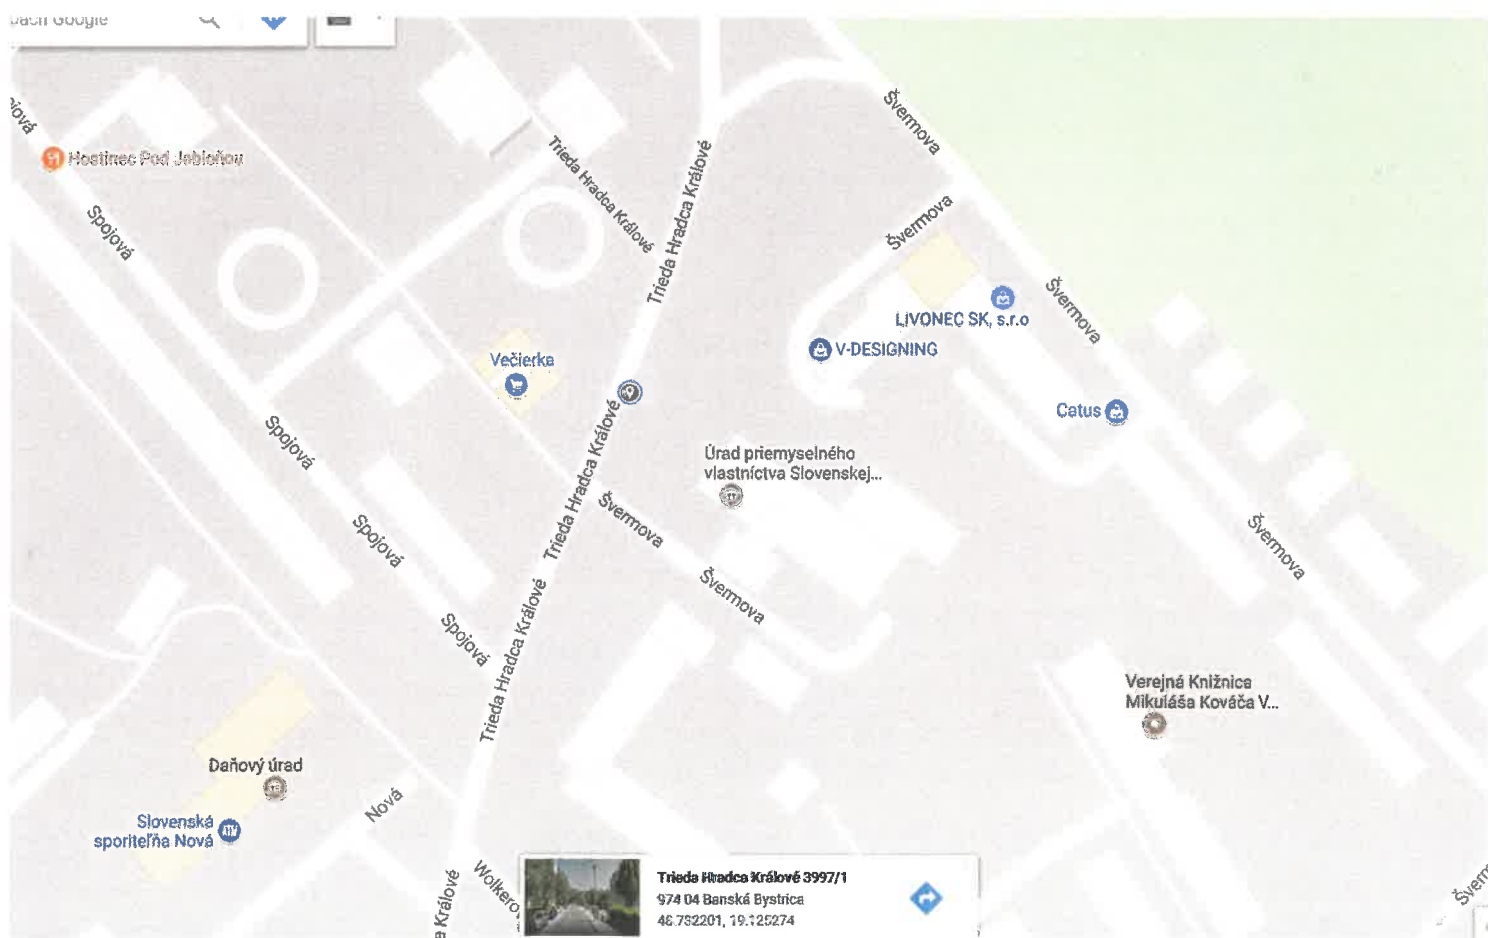 Google
Švermova
Hostinec Pod Jabloňou
Trieda Hradca Králové
Trieda Hradca Králové
Spojová
Švermova
Švermova
LIVONEC SK, s.r.o
V-DESIGNING
Večierka
Catus
Trieda Hradca Králové
Spojová
Úrad priemyselného
vlastníctva Slovenskej...
Švermova
Spojová
Švermova
Švermova
Trieda Hradca Králové
Spojová
Verejná Knižnica
Mikuláša Kováča V...
Daňový úrad
Nová
Slovenská
sporiteľňa Nová
Králové
Trieda Hradca Králové 3997/1
974 04 Banská Bystrica
48.732201, 19.125274